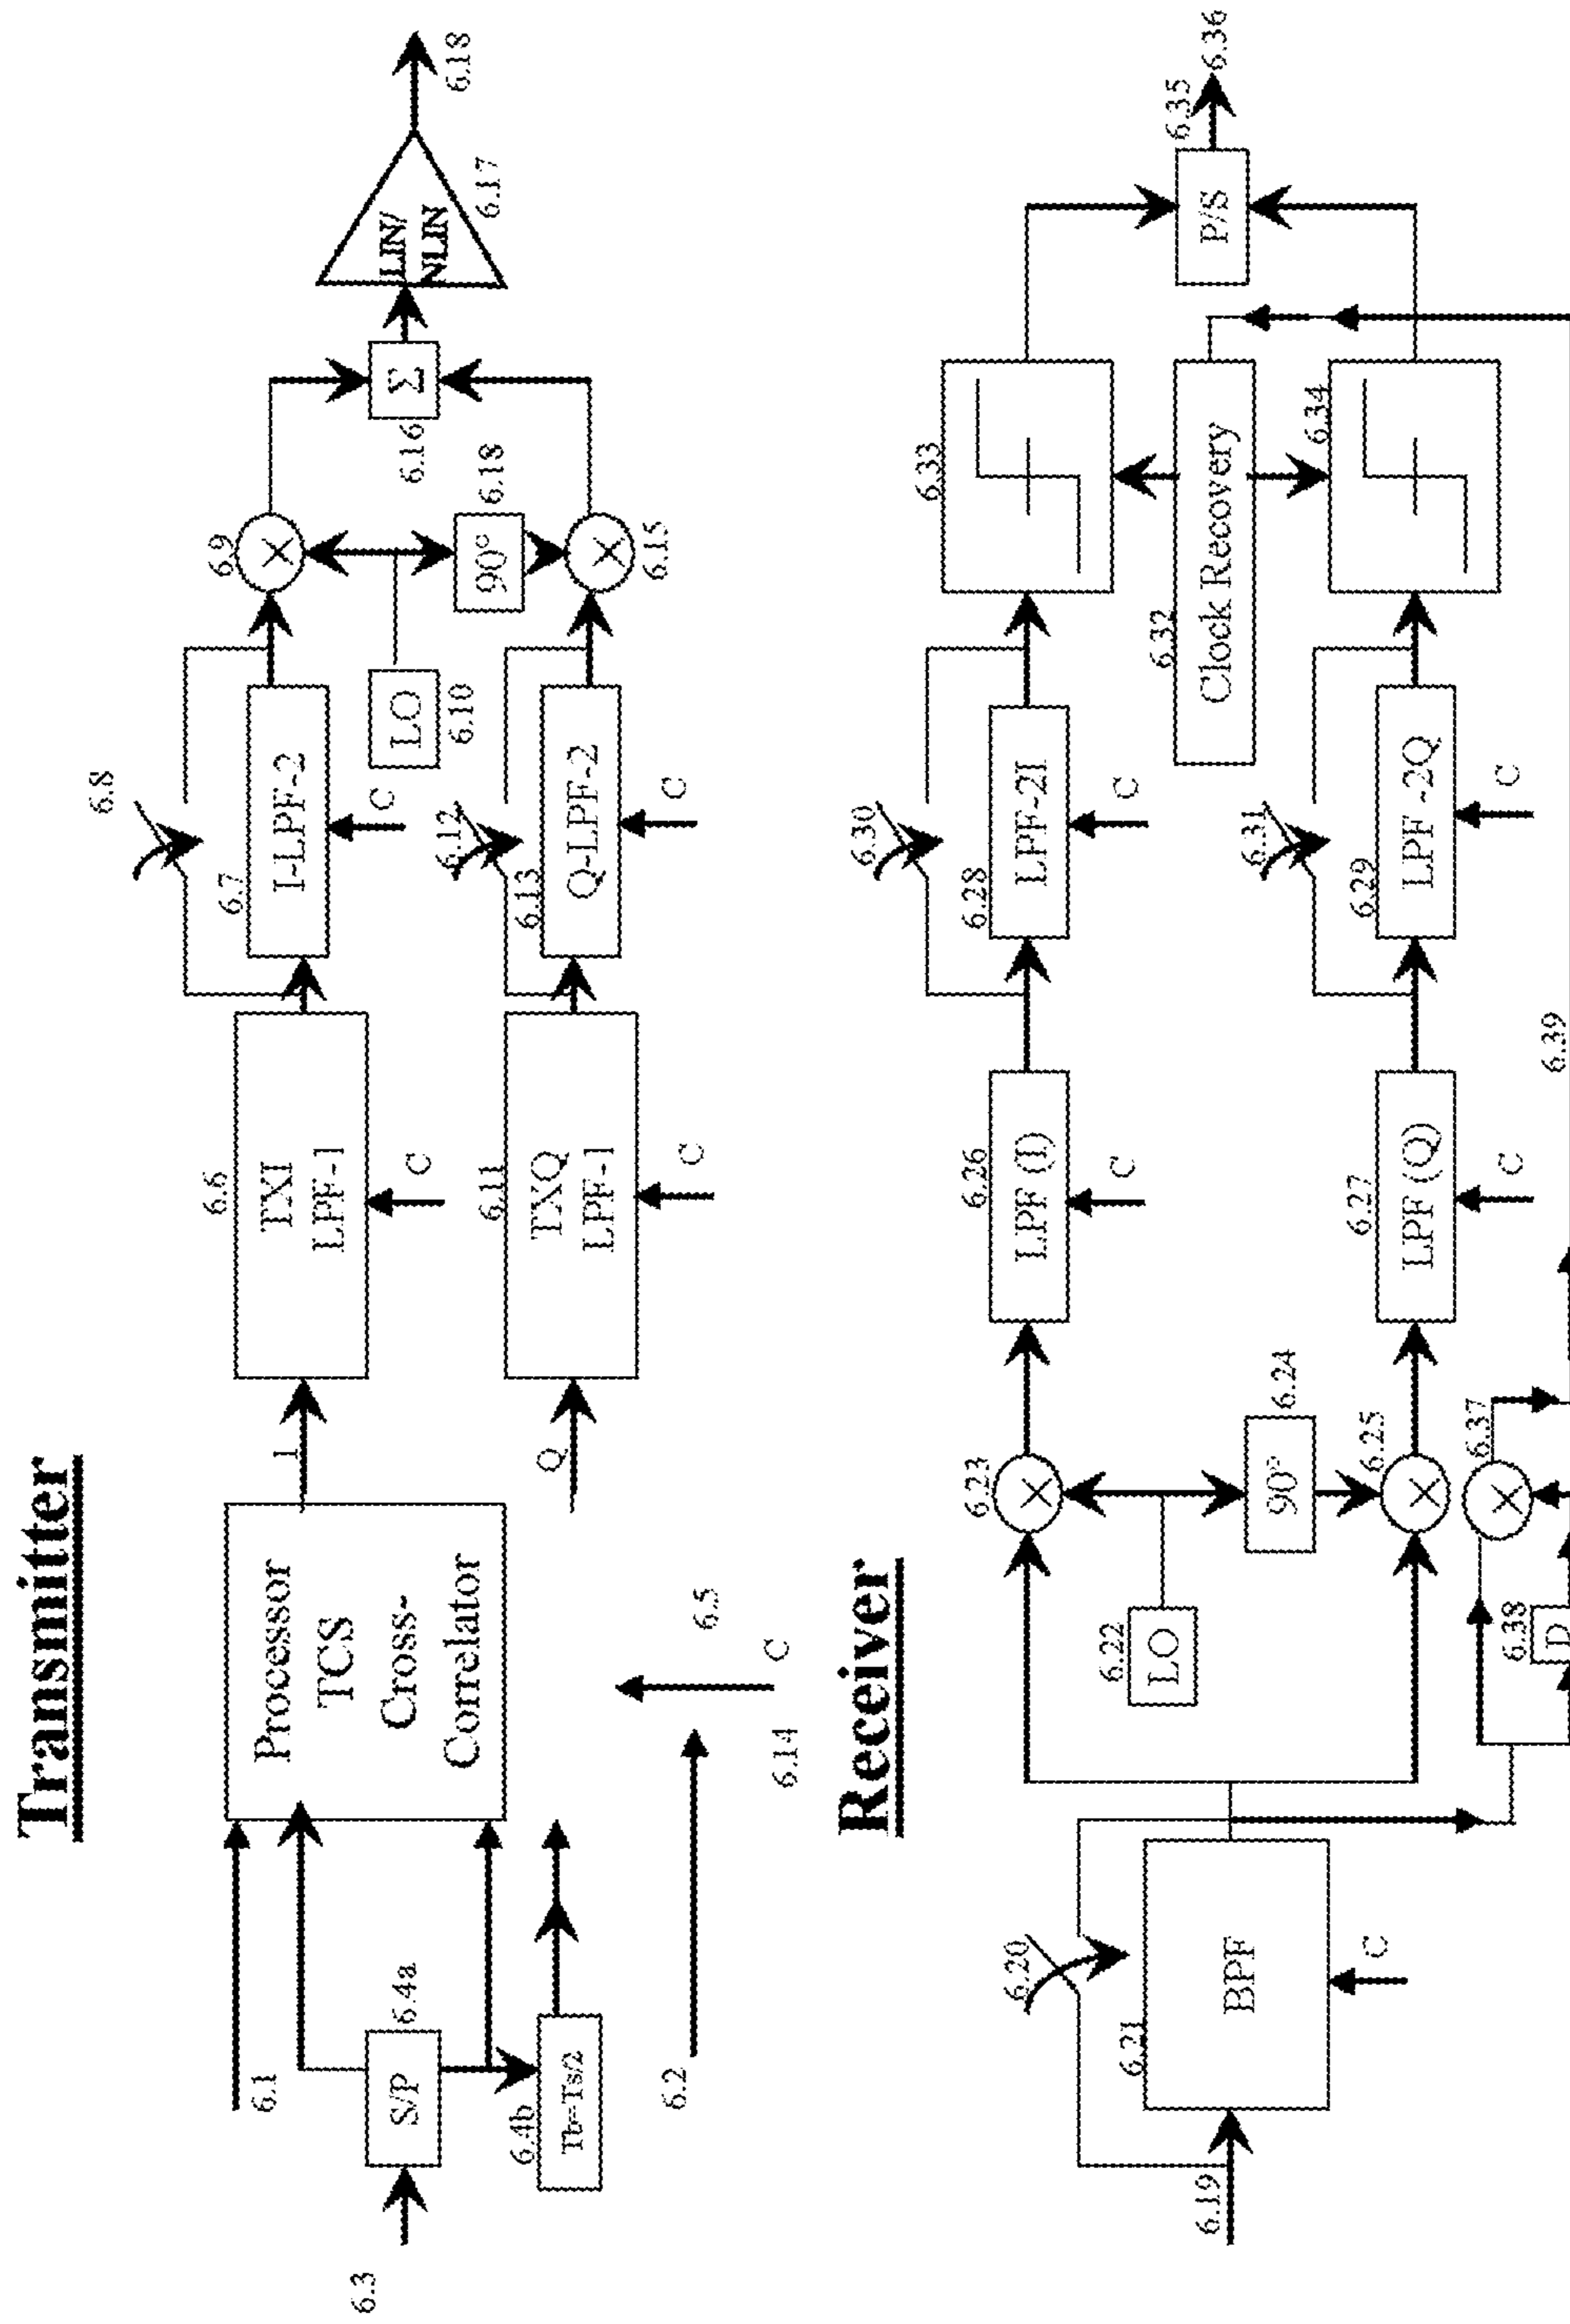 Transmitter
6.1
6.3
S/P
6.4a
6.4b
Tb=Ts/2
6.2
Processor
TCS
Cross-
Correlator
6.5
C
6.14
I
Q
6.6
TXI
LPF-1
C
6.11
TXQ
LPF-1
C
6.8
6.7
I-LPF-2
C
6.12
6.13
Q-LPF-2
C
LO
6.10
6.9
90°
6.18
6.15
Σ
6.16
LIN/
NLIN
6.17
6.18
Receiver
6.19
6.20
6.21
BPF
C
6.22
LO
6.23
90°
6.24
6.25
6.37
6.38
D
6.39
6.26
LPF (I)
C
6.27
LPF (Q)
C
6.30
6.28
LPF-2I
C
6.31
6.29
LPF -2Q
C
6.33
6.32
Clock Recovery
6.34
P/S
6.35
6.36